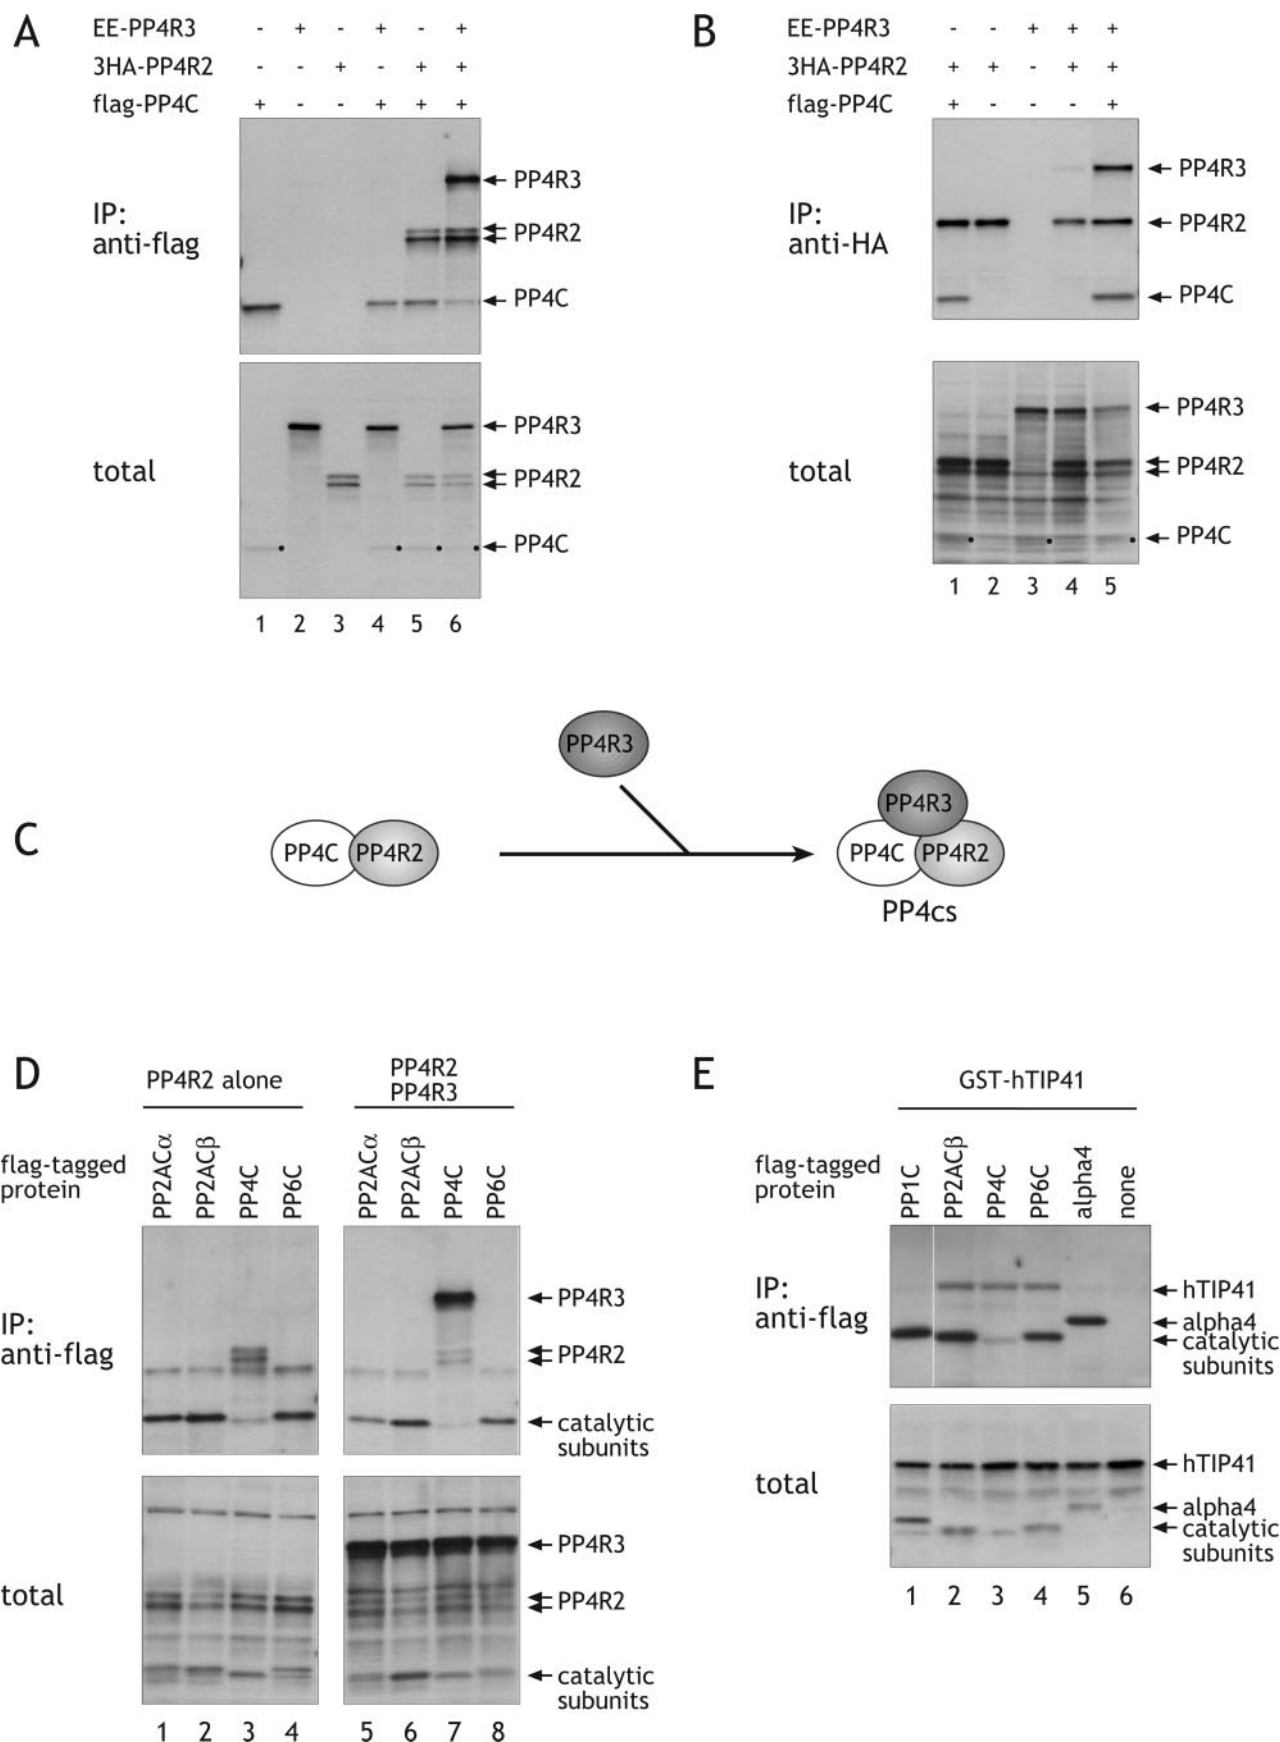 A
EE-PP4R3 - + - + - +
3HA-PP4R2 - - + - + +
flag-PP4C + - - + + +
IP:
anti-flag
PP4R3
PP4R2
PP4C
total
PP4R3
PP4R2
PP4C
1 2 3 4 5 6
B
EE-PP4R3 - - + + +
3HA-PP4R2 + + - + +
flag-PP4C + - - - +
IP:
anti-HA
PP4R3
PP4R2
PP4C
total
PP4R3
PP4R2
PP4C
1 2 3 4 5
C
PP4C PP4R2
PP4R3
PP4R3
PP4C PP4R2
PP4cs
D
PP4R2 alone
PP4R2
PP4R3
flag-tagged
protein
PP2ACα PP2ACβ PP4C PP6C
PP2ACα PP2ACβ PP4C PP6C
IP:
anti-flag
PP4R3
PP4R2
catalytic
subunits
total
PP4R3
PP4R2
catalytic
subunits
1 2 3 4 5 6 7 8
E
GST-hTIP41
flag-tagged
protein
PP1C PP2ACβ PP4C PP6C alpha4 none
IP:
anti-flag
hTIP41
alpha4
catalytic
subunits
total
hTIP41
alpha4
catalytic
subunits
1 2 3 4 5 6